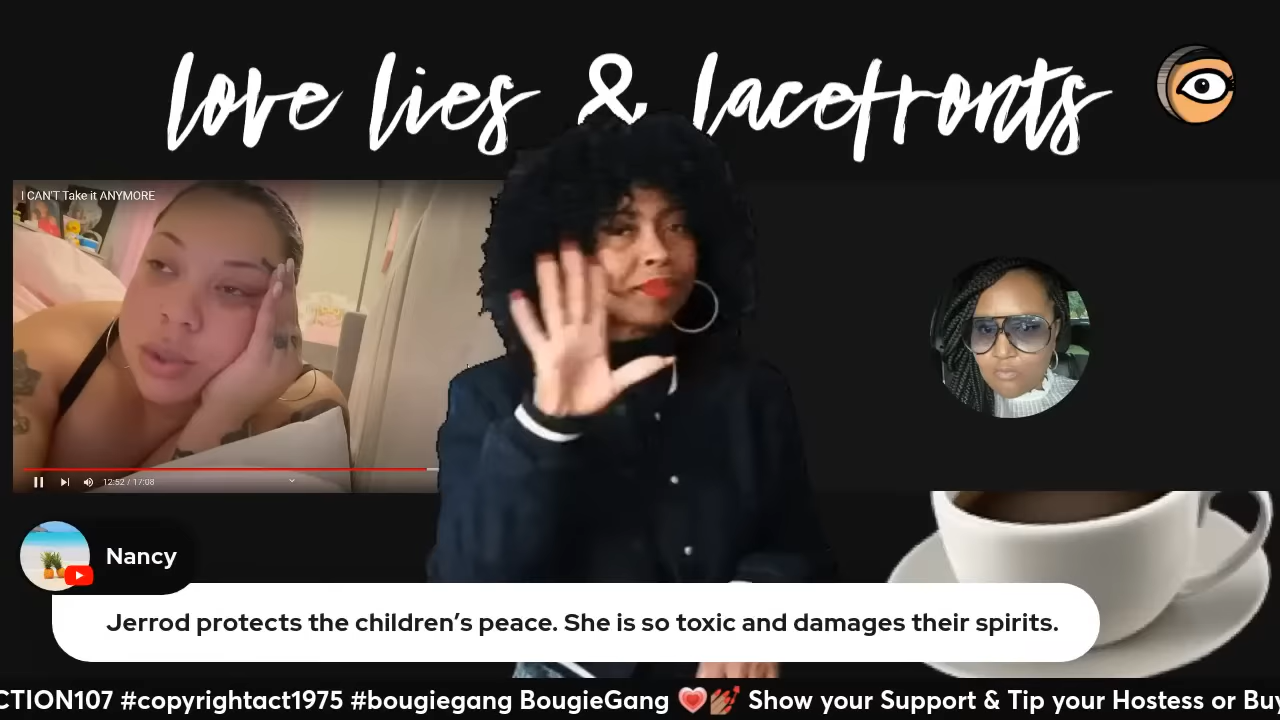 love lies & lacefronts
I CAN'T Take it ANYMORE
12:52 / 17:08
Nancy
Jerrod protects the children’s peace. She is so toxic and damages their spirits.
CTION107 #copyrightact1975 #bougiegang BougieGang 💗💅🏾 Show your Support & Tip your Hostess or Buy